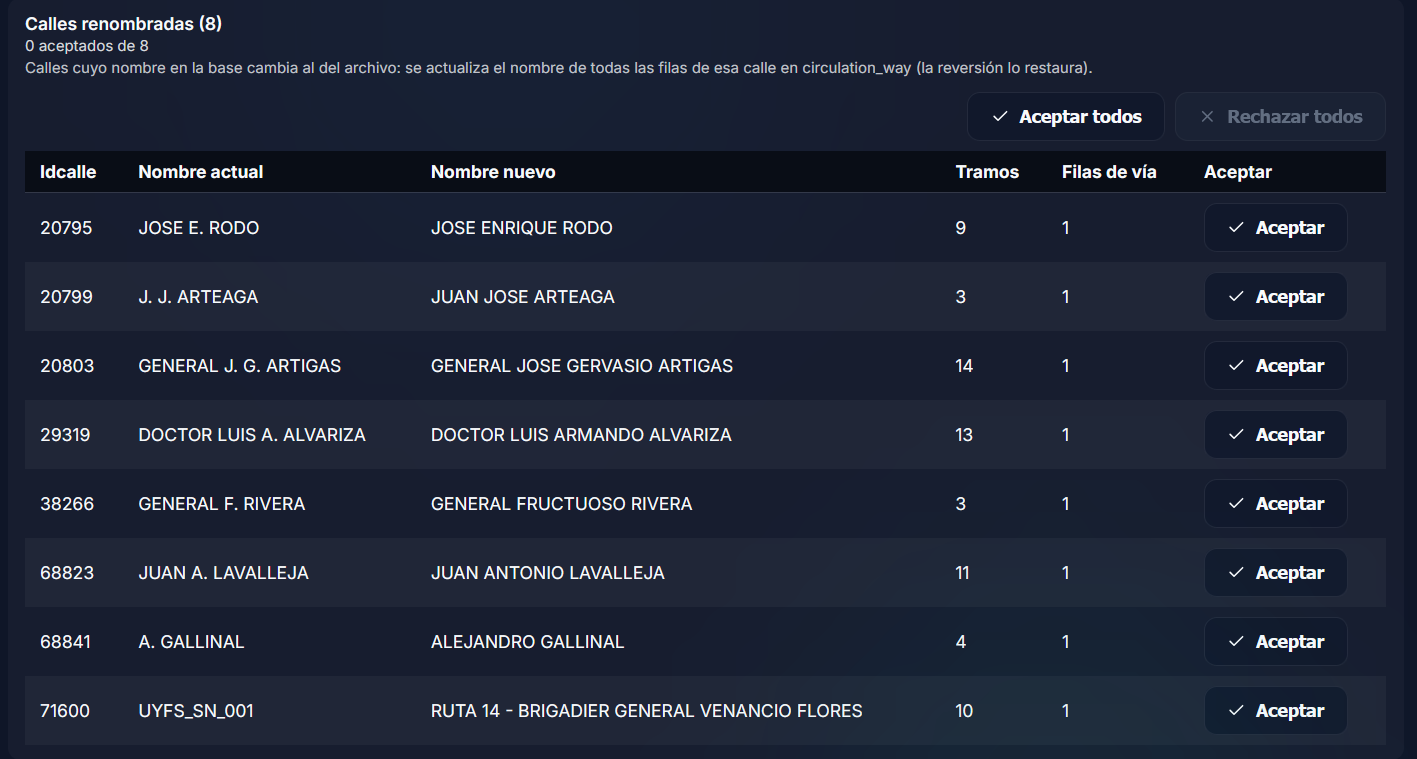 Calles renombradas (8)
0 aceptados de 8
Calles cuyo nombre en la base cambia al del archivo: se actualiza el nombre de todas las filas de esa calle en circulation_way (la reversión lo restaura).
Aceptar todos Rechazar todos
Idcalle Nombre actual Nombre nuevo Tramos Filas de vía Aceptar
20795 JOSE E. RODO JOSE ENRIQUE RODO 9 1 Aceptar
20799 J. J. ARTEAGA JUAN JOSE ARTEAGA 3 1 Aceptar
20803 GENERAL J. G. ARTIGAS GENERAL JOSE GERVASIO ARTIGAS 14 1 Aceptar
29319 DOCTOR LUIS A. ALVARIZA DOCTOR LUIS ARMANDO ALVARIZA 13 1 Aceptar
38266 GENERAL F. RIVERA GENERAL FRUCTUOSO RIVERA 3 1 Aceptar
68823 JUAN A. LAVALLEJA JUAN ANTONIO LAVALLEJA 11 1 Aceptar
68841 A. GALLINAL ALEJANDRO GALLINAL 4 1 Aceptar
71600 UYFS_SN_001 RUTA 14 - BRIGADIER GENERAL VENANCIO FLORES 10 1 Aceptar